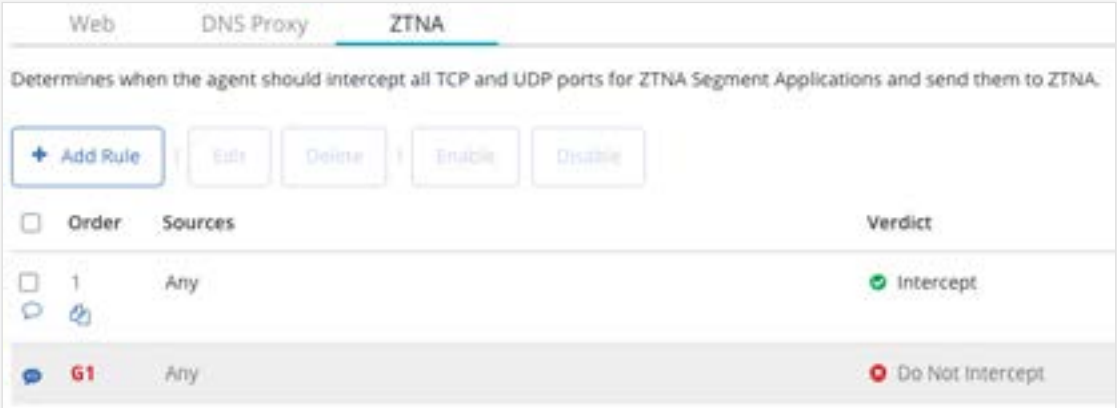 Web DNS Proxy ZTNA
Determines when the agent should intercept all TCP and UDP ports for ZTNA Segment Applications and send them to ZTNA.
+ Add Rule Edit Delete Enable Disable
Order Sources Verdict
1 Any Intercept
G1 Any Do Not Intercept